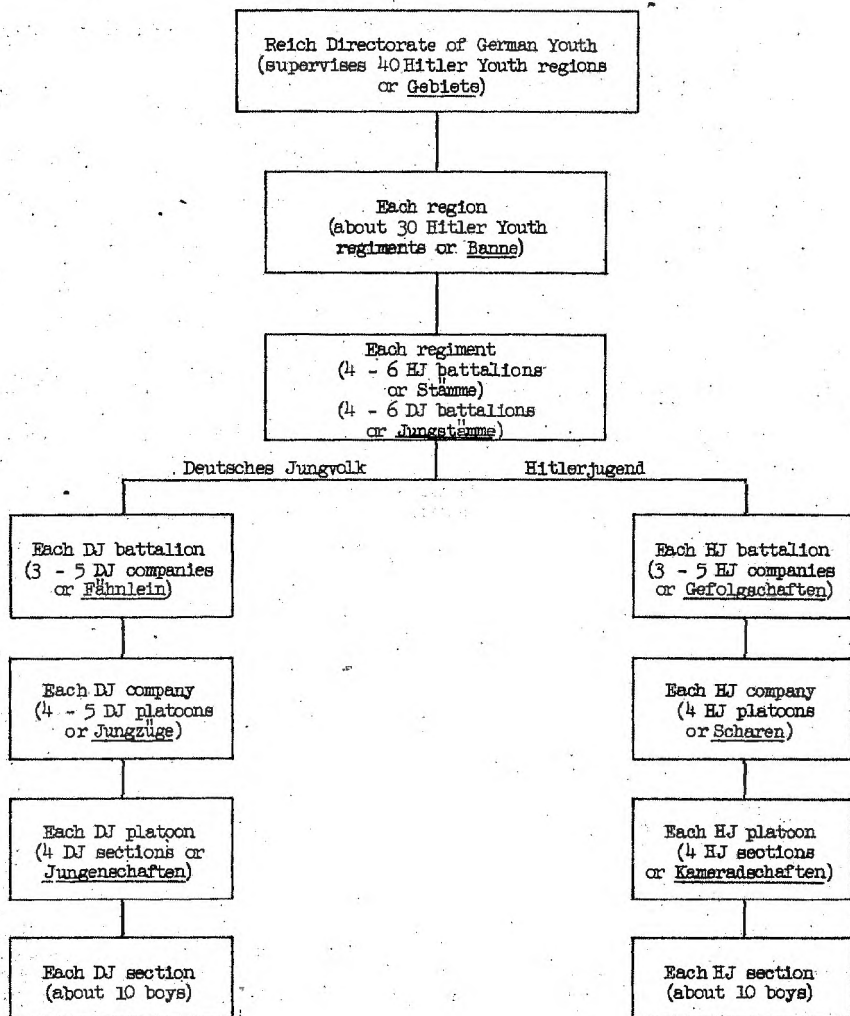 Reich Directorate of German Youth
(supervises 40 Hitler Youth regions
or Gebiete)
Each region
(about 30 Hitler Youth
regiments or Banne)
Each regiment
(4 - 6 HJ battalions
or Stämme)
(4 - 6 DJ battalions
or Jungstämme)
Deutsches Jungvolk
Hitlerjugend
Each DJ battalion
(3 - 5 DJ companies
or Fähnlein)
Each DJ company
(4 - 5 DJ platoons
or Jungzüge)
Each DJ platoon
(4 DJ sections or
Jungenschaften)
Each DJ section
(about 10 boys)
Each HJ battalion
(3 - 5 HJ companies
or Gefolgschaften)
Each HJ company
(4 HJ platoons
or Scharen)
Each HJ platoon
(4 HJ sections
or Kameradschaften)
Each HJ section
(about 10 boys)